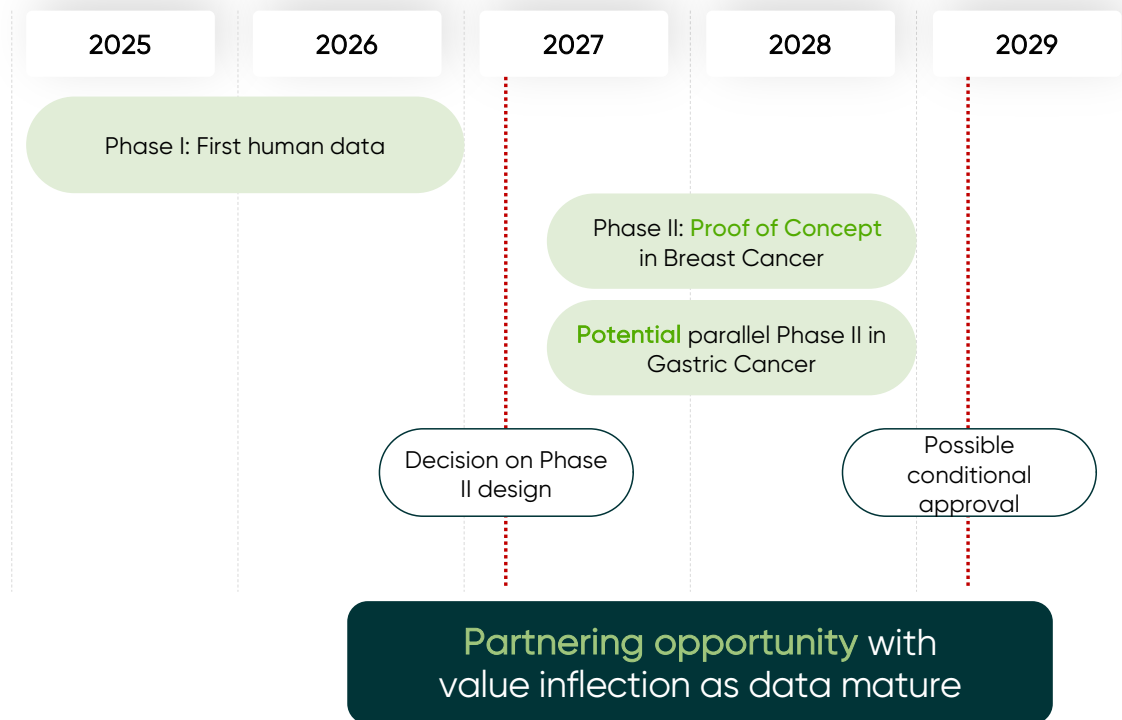 2025
2026
2027
2028
2029
Phase I: First human data
Phase II: Proof of Concept
in Breast Cancer
Potential parallel Phase II in
Gastric Cancer
Decision on Phase
II design
Possible
conditional
approval
Partnering opportunity with
value inflection as data mature